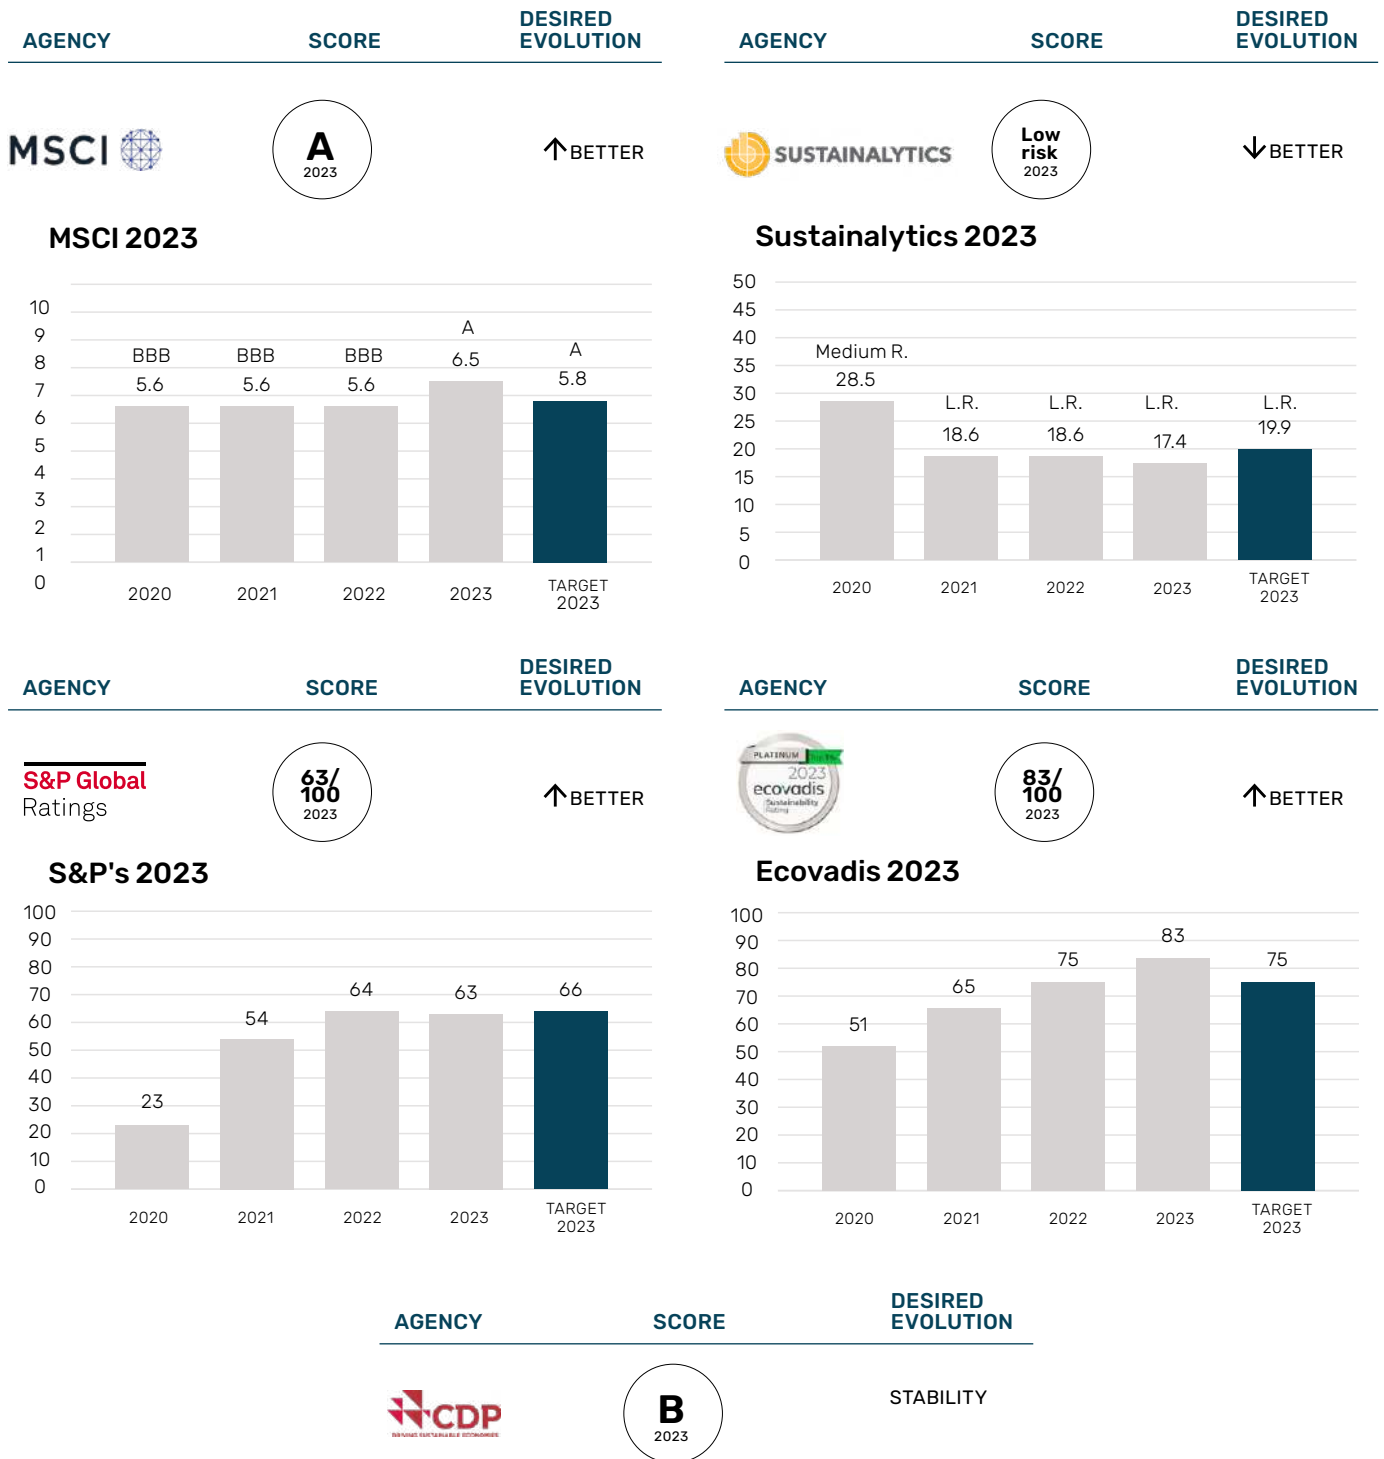 AGENCY
SCORE
DESIRED
EVOLUTION
MSCI
A
2023
BETTER
MSCI 2023
10
9
8
7
6
5
4
3
2
1
0
BBB
5.6
BBB
5.6
BBB
5.6
A
6.5
A
5.8
2020
2021
2022
2023
TARGET
2023
AGENCY
SCORE
DESIRED
EVOLUTION
SUSTAINALYTICS
Low
risk
2023
BETTER
Sustainalytics 2023
50
45
40
35
30
25
20
15
10
5
0
Medium R.
28.5
L.R.
18.6
L.R.
18.6
L.R.
17.4
L.R.
19.9
2020
2021
2022
2023
TARGET
2023
AGENCY
SCORE
DESIRED
EVOLUTION
S&P Global
Ratings
63/
100
2023
BETTER
S&P's 2023
100
90
80
70
60
50
40
30
20
10
0
23
54
64
63
66
2020
2021
2022
2023
TARGET
2023
AGENCY
SCORE
DESIRED
EVOLUTION
PLATINUM
2023
ecovadis
Sustainability
Rating
83/
100
2023
BETTER
Ecovadis 2023
100
90
80
70
60
50
40
30
20
10
0
51
65
75
83
75
2020
2021
2022
2023
TARGET
2023
AGENCY
SCORE
DESIRED
EVOLUTION
CDP
DRIVING SUSTAINABLE ECONOMIES
B
2023
STABILITY